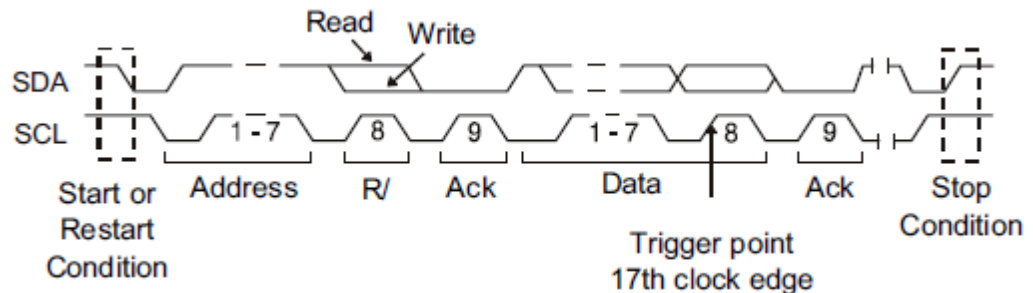 Read
Write
SDA
SCL
1 - 7
8
9
1 - 7
8
9
Address
R/
Ack
Data
Ack
Start or
Restart
Condition
Trigger point
17th clock edge
Stop
Condition